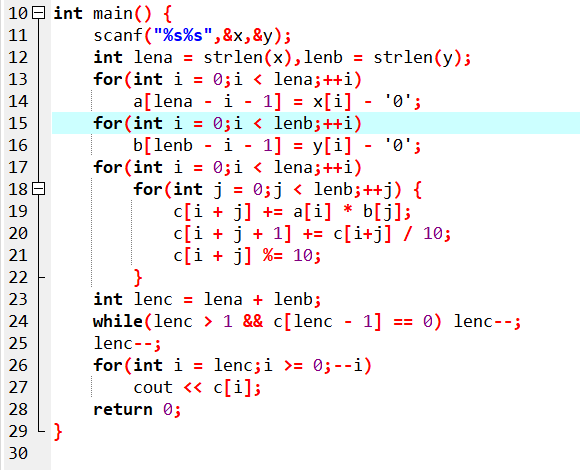 10 int main() {
11     scanf("%s%s",&x,&y);
12     int lena = strlen(x),lenb = strlen(y);
13     for(int i = 0;i < lena;++i)
14         a[lena - i - 1] = x[i] - '0';
15     for(int i = 0;i < lenb;++i)
16         b[lenb - i - 1] = y[i] - '0';
17     for(int i = 0;i < lena;++i)
18         for(int j = 0;j < lenb;++j) {
19             c[i + j] += a[i] * b[j];
20             c[i + j + 1] += c[i+j] / 10;
21             c[i + j] %= 10;
22         }
23     int lenc = lena + lenb;
24     while(lenc > 1 && c[lenc - 1] == 0) lenc--;
25     lenc--;
26     for(int i = lenc;i >= 0;--i)
27         cout << c[i];
28     return 0;
29 }
30